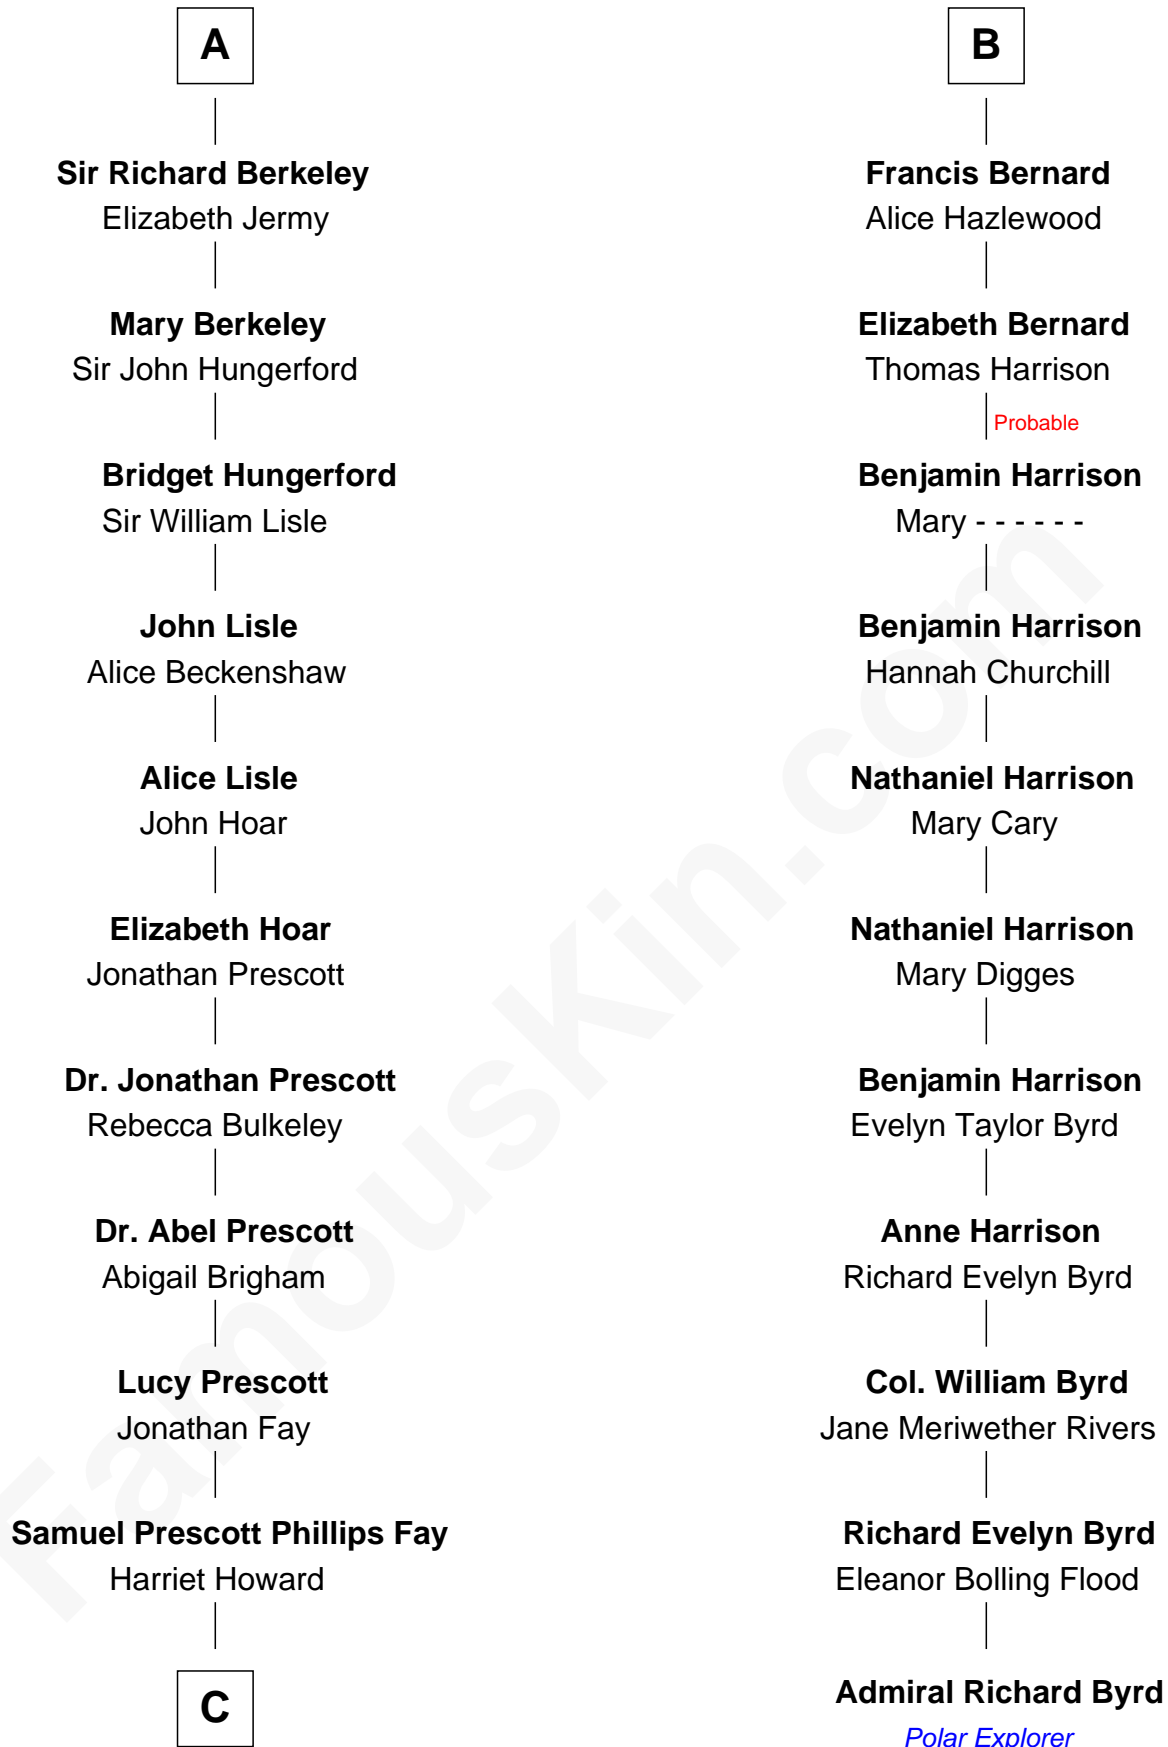 A
Sir Richard Berkeley
Elizabeth Jermy
Mary Berkeley
Sir John Hungerford
Bridget Hungerford
Sir William Lisle
John Lisle
Alice Beckenshaw
Alice Lisle
John Hoar
Elizabeth Hoar
Jonathan Prescott
Dr. Jonathan Prescott
Rebecca Bulkeley
Dr. Abel Prescott
Abigail Brigham
Lucy Prescott
Jonathan Fay
Samuel Prescott Phillips Fay
Harriet Howard
C
B
Francis Bernard
Alice Hazlewood
Elizabeth Bernard
Thomas Harrison
Probable
Benjamin Harrison
Mary - - - - - -
Benjamin Harrison
Hannah Churchill
Nathaniel Harrison
Mary Cary
Nathaniel Harrison
Mary Digges
Benjamin Harrison
Evelyn Taylor Byrd
Anne Harrison
Richard Evelyn Byrd
Col. William Byrd
Jane Meriwether Rivers
Richard Evelyn Byrd
Eleanor Bolling Flood
Admiral Richard Byrd
Polar Explorer
FamousKin.com